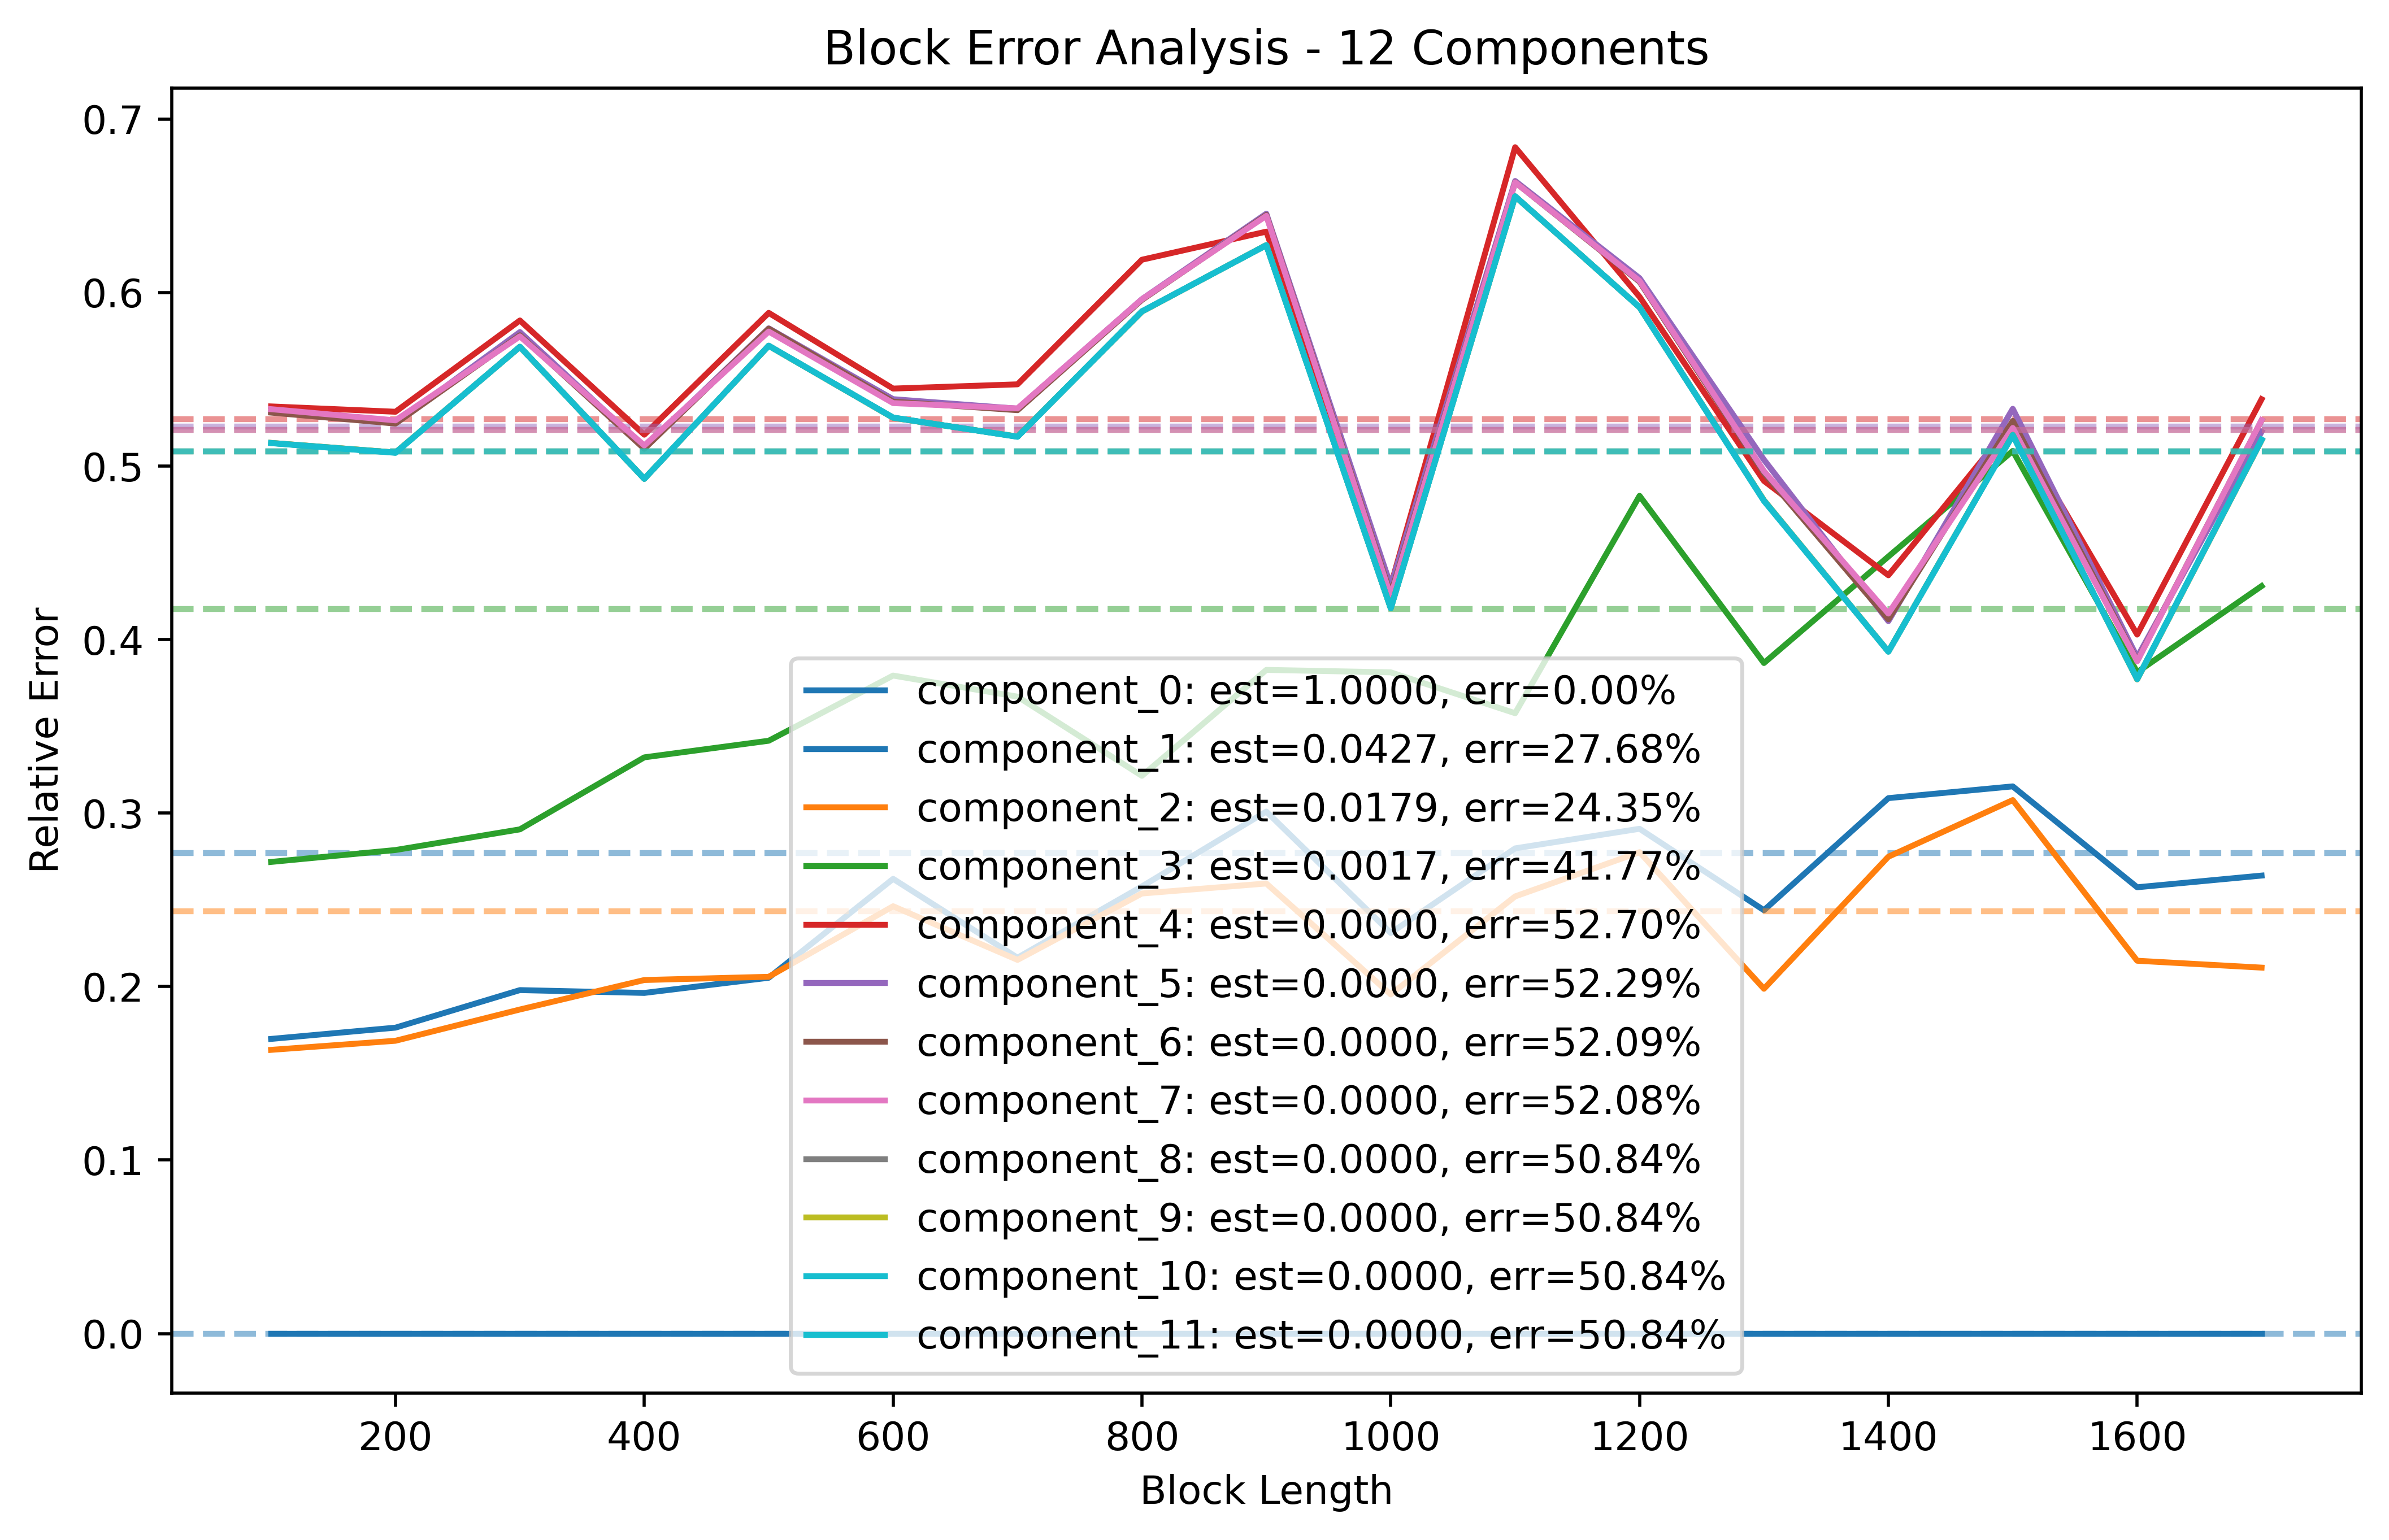 Block Error Analysis - 12 Components
Relative Error
0.7
0.6
0.5
0.4
0.3
0.2
0.1
0.0
component_0: est=1.0000, err=0.00%
component_1: est=0.0427, err=27.68%
component_2: est=0.0179, err=24.35%
component_3: est=0.0017, err=41.77%
component_4: est=0.0000, err=52.70%
component_5: est=0.0000, err=52.29%
component_6: est=0.0000, err=52.09%
component_7: est=0.0000, err=52.08%
component_8: est=0.0000, err=50.84%
component_9: est=0.0000, err=50.84%
component_10: est=0.0000, err=50.84%
component_11: est=0.0000, err=50.84%
200 400 600 800 1000 1200 1400 1600
Block Length